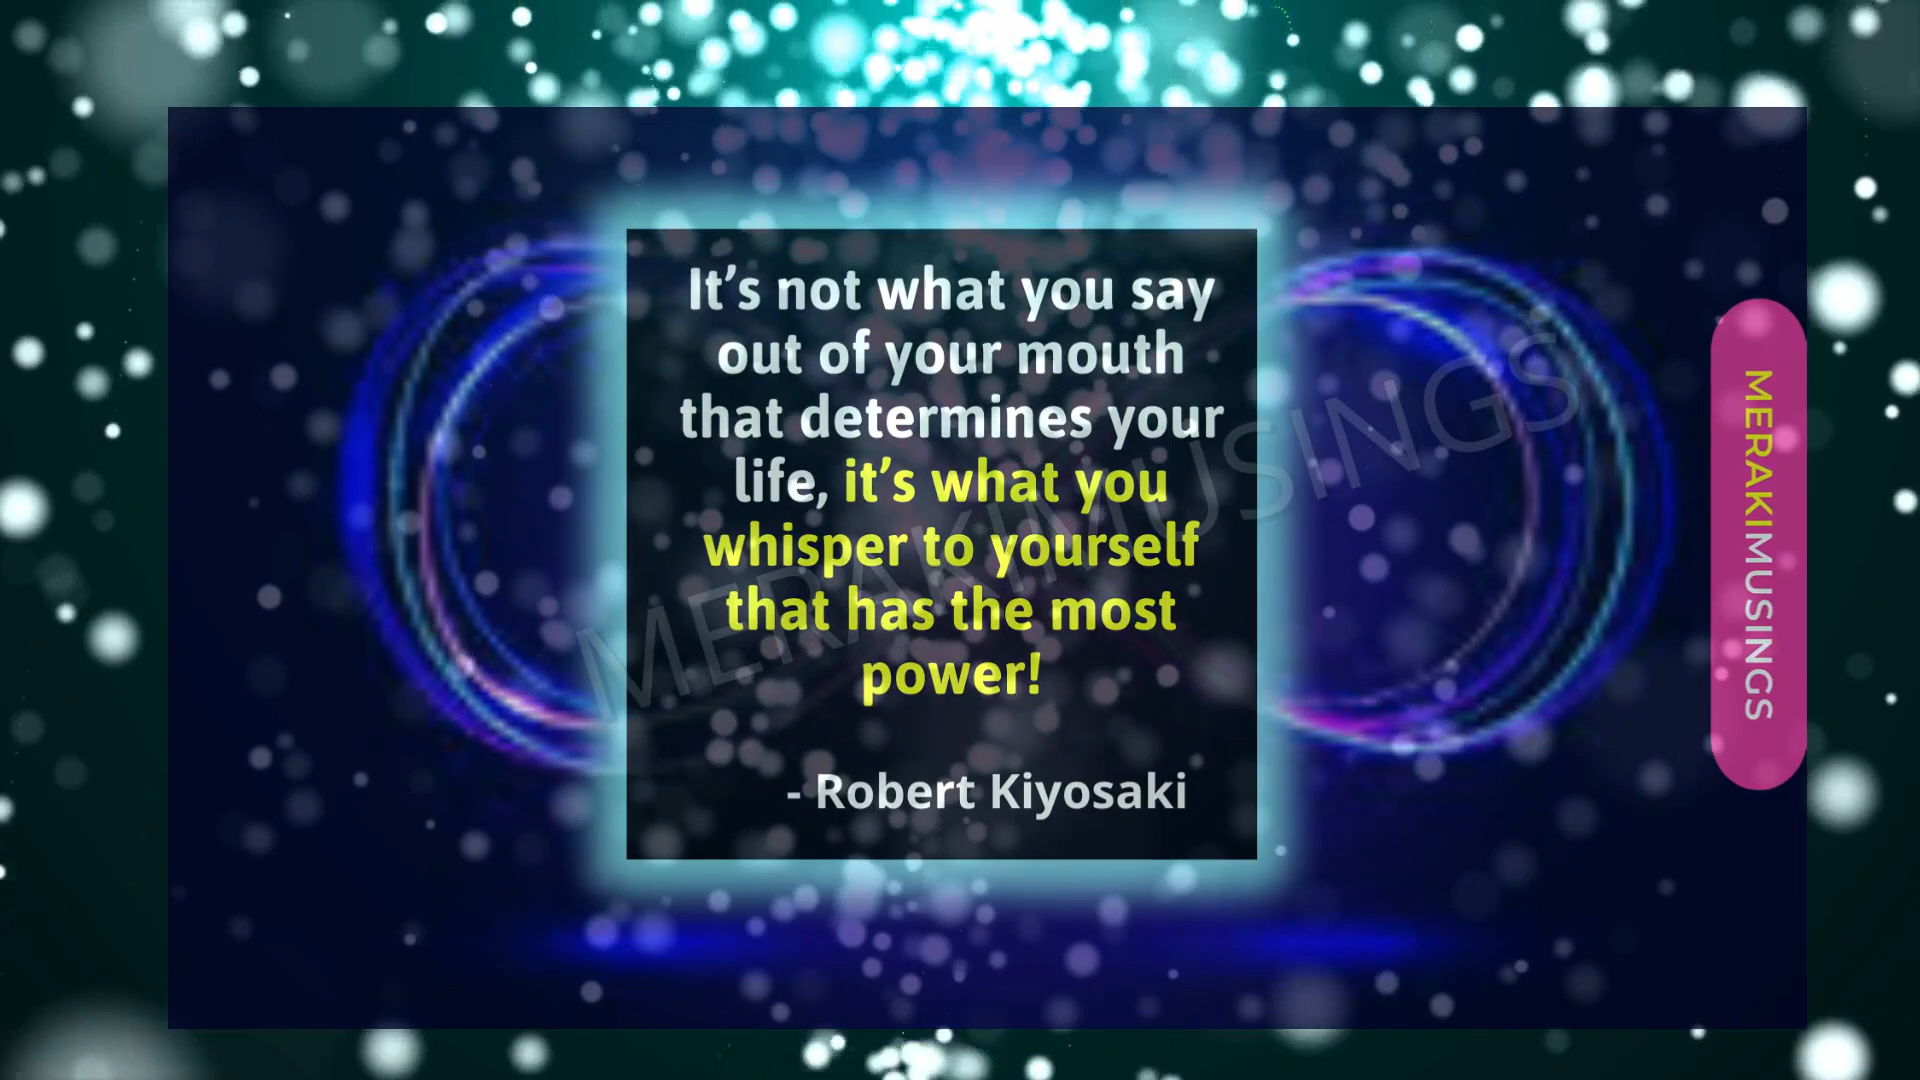 It’s not what you say
out of your mouth
that determines your
life, it’s what you
whisper to yourself
that has the most
power!
- Robert Kiyosaki
MERAKIMUSINGS
MERAKIMUSINGS